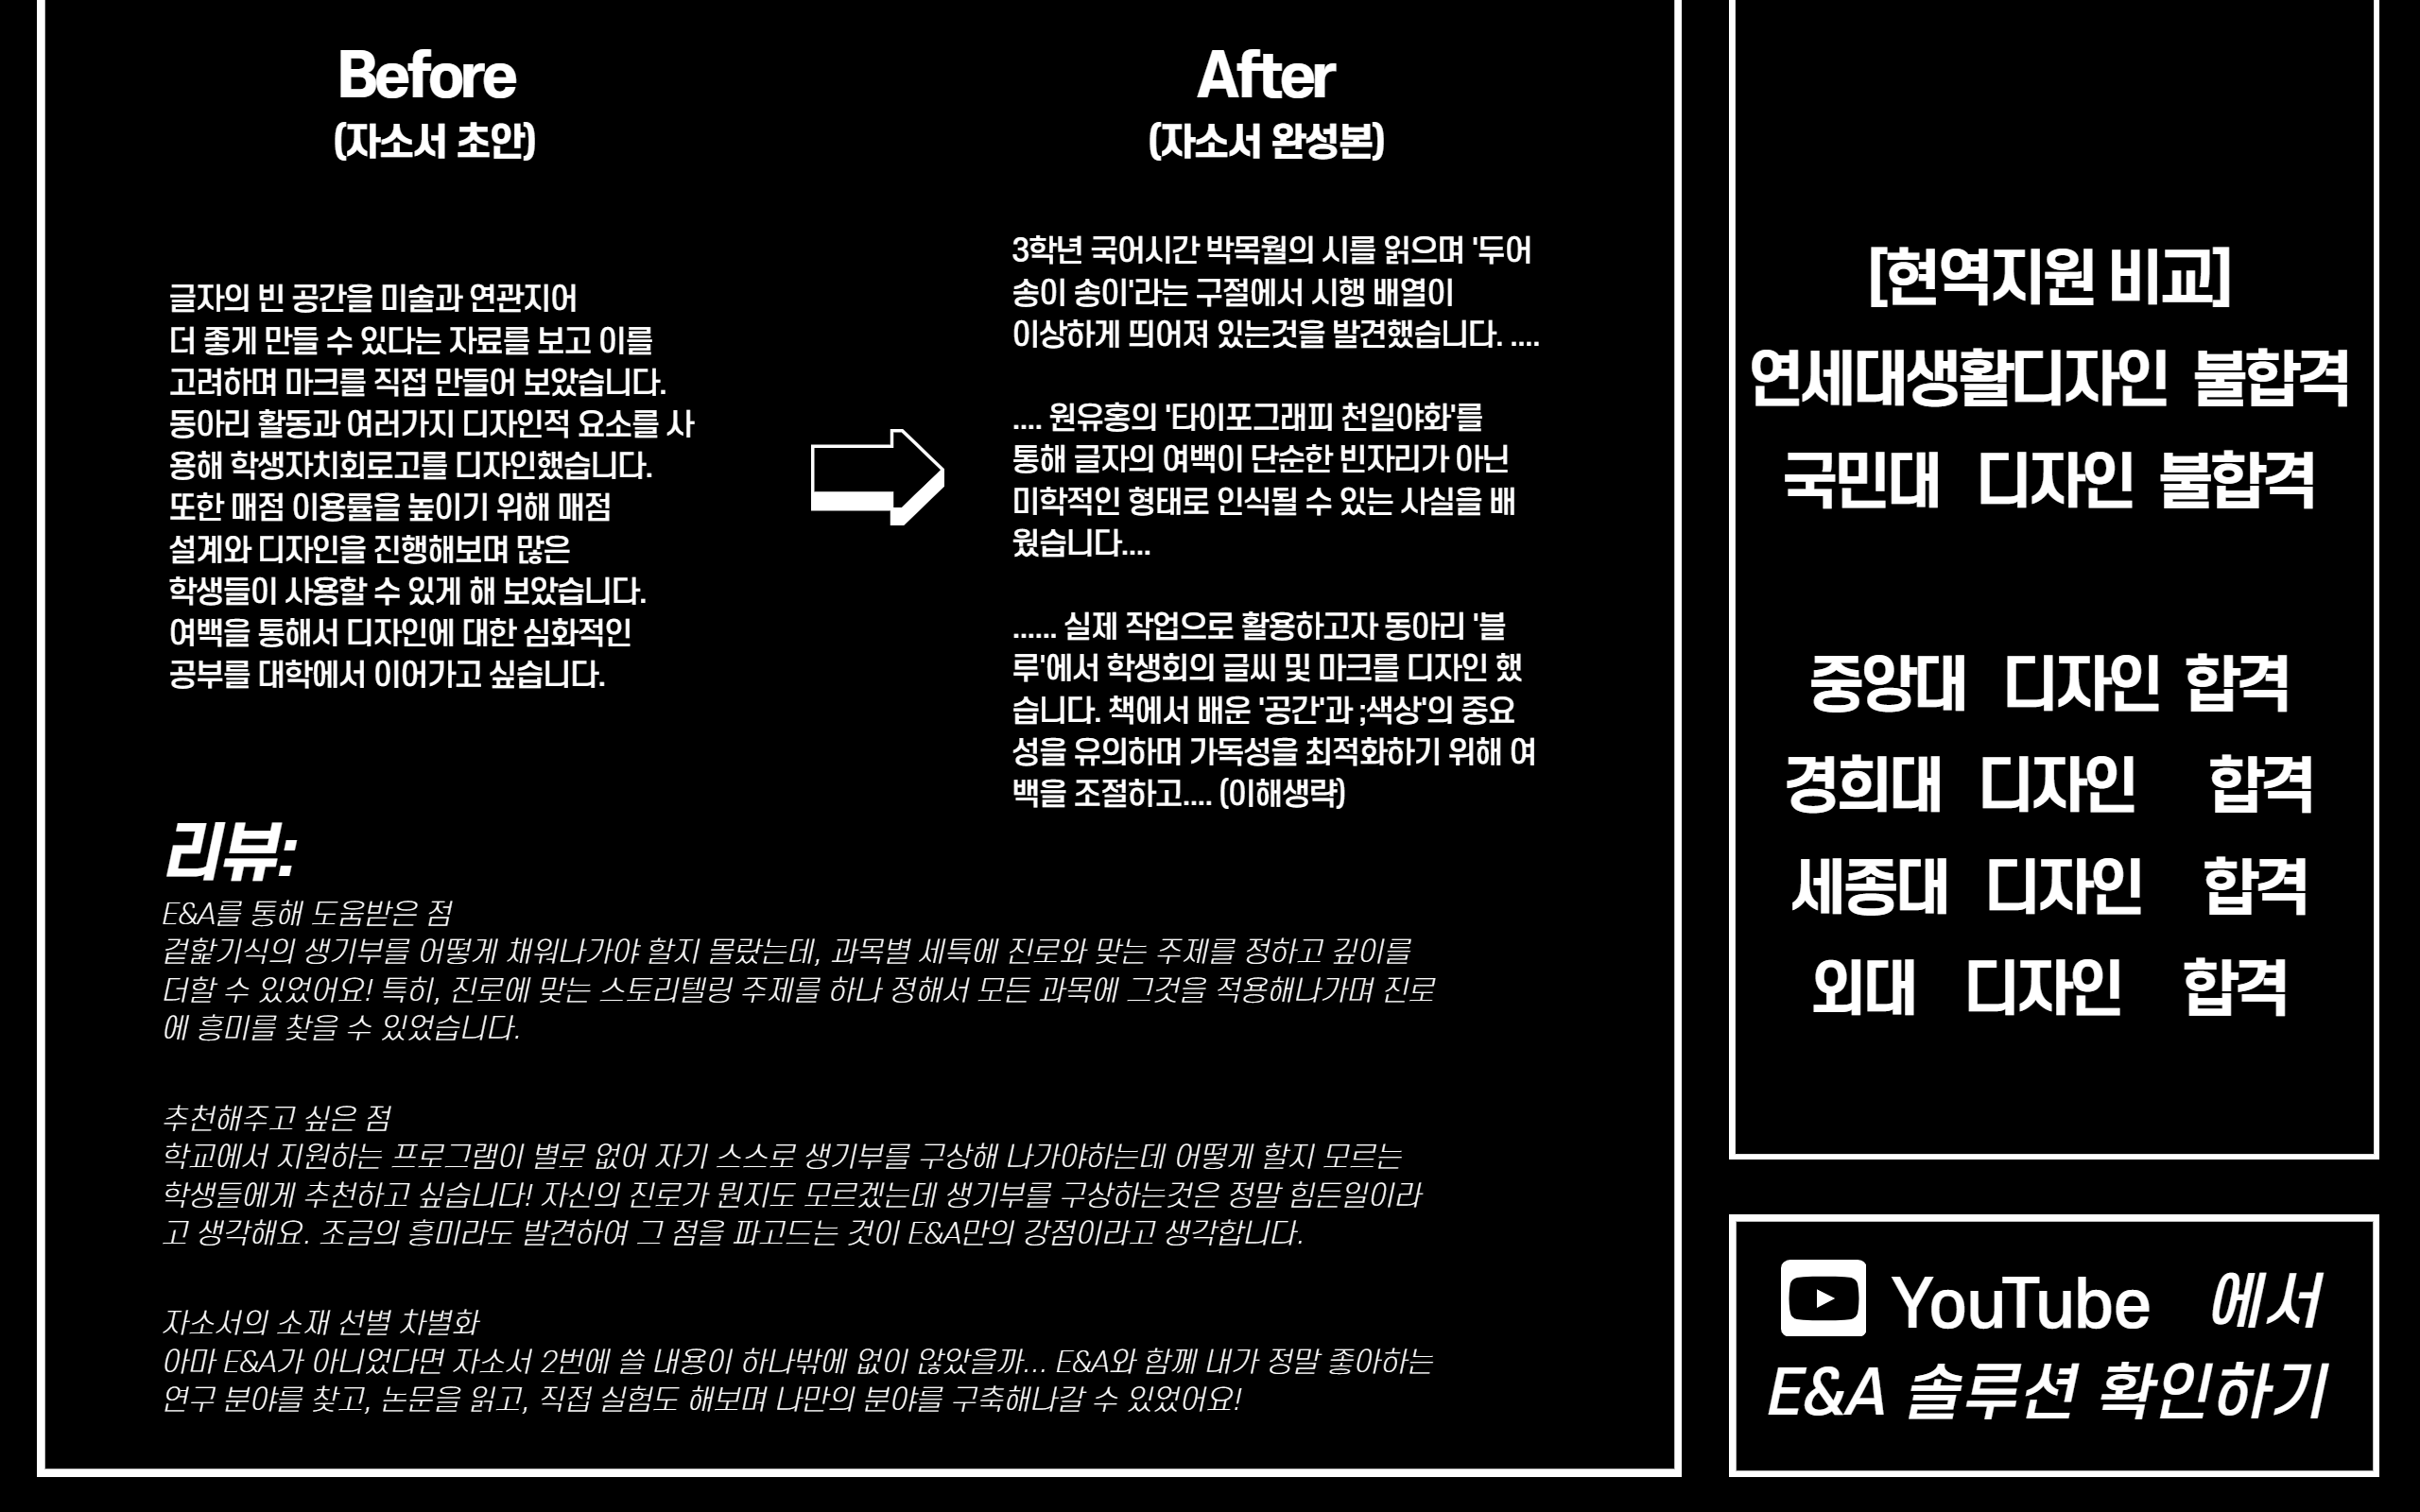 Before
(자소서 초안)
글자의 빈 공간을 미술과 연관지어
더 좋게 만들 수 있다는 자료를 보고 이를
고려하며 마크를 직접 만들어 보았습니다.
동아리 활동과 여러가지 디자인적 요소를 사
용해 학생자치회로고를 디자인했습니다.
또한 매점 이용률을 높이기 위해 매점
설계와 디자인을 진행해보며 많은
학생들이 사용할 수 있게 해 보았습니다.
여백을 통해서 디자인에 대한 심화적인
공부를 대학에서 이어가고 싶습니다.
After
(자소서 완성본)
3학년 국어시간 박목월의 시를 읽으며 '두어
송이 송이'라는 구절에서 시행 배열이
이상하게 띄어져 있는것을 발견했습니다. ....
.... 원유홍의 '타이포그래피 천일야화'를
통해 글자의 여백이 단순한 빈자리가 아닌
미학적인 형태로 인식될 수 있는 사실을 배
웠습니다....
...... 실제 작업으로 활용하고자 동아리 '블
루'에서 학생회의 글씨 및 마크를 디자인 했
습니다. 책에서 배운 '공간'과 ;색상'의 중요
성을 유의하며 가독성을 최적화하기 위해 여
백을 조절하고.... (이해생략)
리뷰:
E&A를 통해 도움받은 점
겉핥기식의 생기부를 어떻게 채워나가야 할지 몰랐는데, 과목별 세특에 진로와 맞는 주제를 정하고 깊이를
더할 수 있었어요! 특히, 진로에 맞는 스토리텔링 주제를 하나 정해서 모든 과목에 그것을 적용해나가며 진로
에 흥미를 찾을 수 있었습니다.
추천해주고 싶은 점
학교에서 지원하는 프로그램이 별로 없어 자기 스스로 생기부를 구상해 나가야하는데 어떻게 할지 모르는
학생들에게 추천하고 싶습니다! 자신의 진로가 뭔지도 모르겠는데 생기부를 구상하는것은 정말 힘든일이라
고 생각해요. 조금의 흥미라도 발견하여 그 점을 파고드는 것이 E&A만의 강점이라고 생각합니다.
자소서의 소재 선별 차별화
아마 E&A가 아니었다면 자소서 2번에 쓸 내용이 하나밖에 없이 않았을까... E&A와 함께 내가 정말 좋아하는
연구 분야를 찾고, 논문을 읽고, 직접 실험도 해보며 나만의 분야를 구축해나갈 수 있었어요!
[현역지원 비교]
연세대생활디자인 불합격
국민대 디자인 불합격
중앙대 디자인 합격
경희대 디자인 합격
세종대 디자인 합격
외대 디자인 합격
YouTube 에서
E&A 솔루션 확인하기